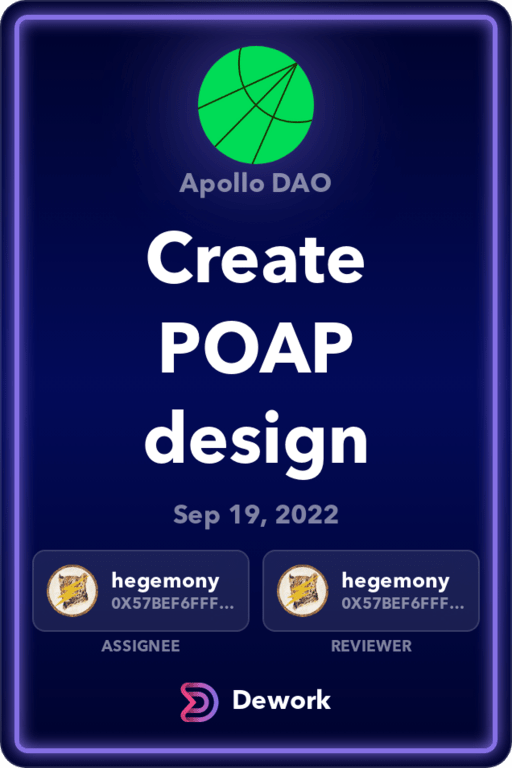 Apollo DAO
Create
POAP
design
Sep 19, 2022
hegemony
0X57BEF6FFF...
hegemony
0X57BEF6FFF...
ASSIGNEE
REVIEWER
Dework